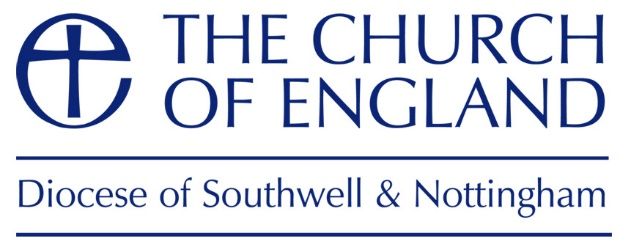 THE CHURCH
OF ENGLAND
Diocese of Southwell & Nottingham